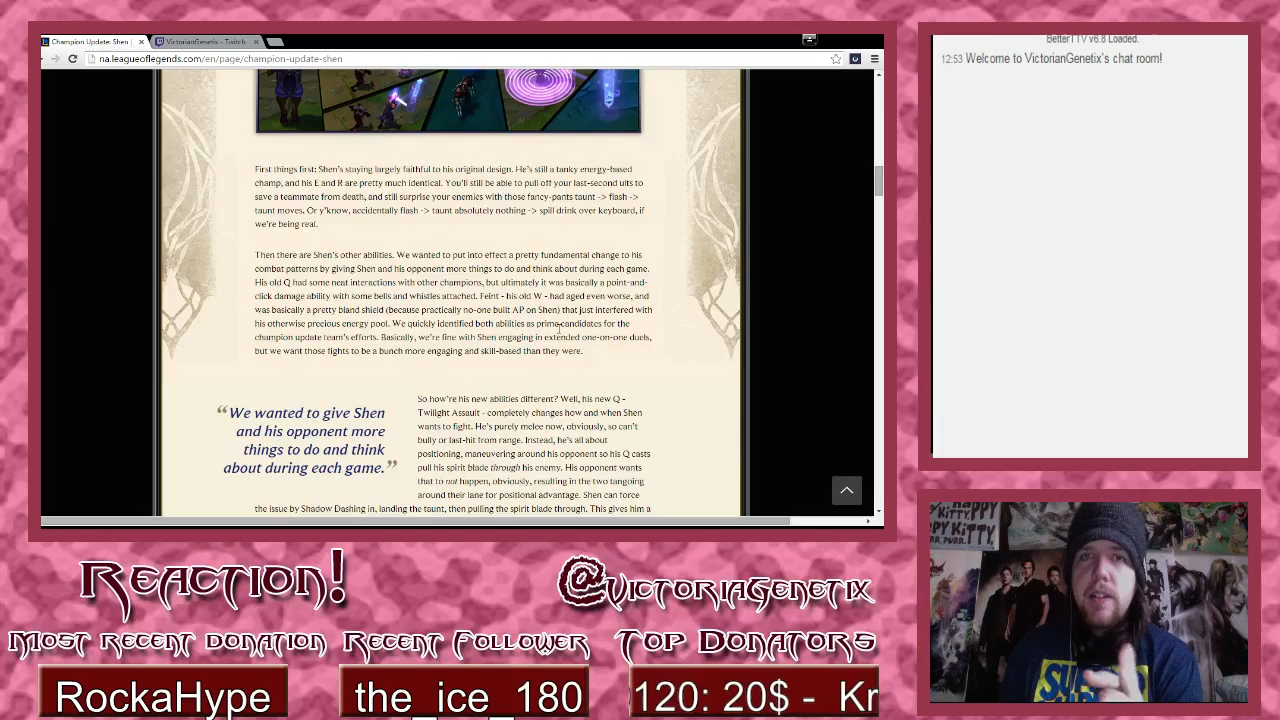 Champion Update: Shen
VictorianGenetix - Twitch
na.leagueoflegends.com/en/page/champion-update-shen
First things first: Shen's staying largely faithful to his original design. He's still a tanky energy-based
champ, and his E and R are pretty much identical. You'll still be able to pull off your last-second ults to
save a teammate from death, and still surprise your enemies with those fancy-pants taunt -> flash ->
taunt moves. Or y'know, accidentally flash -> taunt absolutely nothing -> spill drink over keyboard, if
we're being real.
Then there are Shen's other abilities. We wanted to put into effect a pretty fundamental change to his
combat patterns by giving Shen and his opponent more things to do and think about during each game.
His old Q had some neat interactions with other champions, but ultimately it was basically a point-and-
click damage ability with some bells and whistles attached. Feint - his old W - had aged even worse, and
was basically a pretty bland shield (because practically no-one built AP on Shen) that just interfered with
his otherwise precious energy pool. We quickly identified both abilities as prime candidates for the
champion update team's efforts. Basically, we're fine with Shen engaging in extended one-on-one duels,
but we want those fights to be a bunch more engaging and skill-based than they were.
“We wanted to give Shen
and his opponent more
things to do and think
about during each game.”
So how're his new abilities different? Well, his new Q -
Twilight Assault - completely changes how and when Shen
wants to fight. He's purely melee now, obviously, so can't
bully or last-hit from range. Instead, he's all about
positioning, maneuvering around his opponent so his Q casts
pull his spirit blade through his enemy. His opponent wants
that to not happen, obviously, resulting in the two tangoing
around their lane for positional advantage. Shen can force
the issue by Shadow Dashing in, landing the taunt, then pulling the spirit blade through. This gives him a
BetterTTV v6.8 Loaded.
12:53 Welcome to VictorianGenetix's chat room!
HAPPY
KITTY
PPY KITTY
PURR. PURR.
Reaction!
@VictoriaGenetix
Most recent donation
Recent Follower
Top Donators
RockaHype
the_ice_180
120: 20$ - Kr